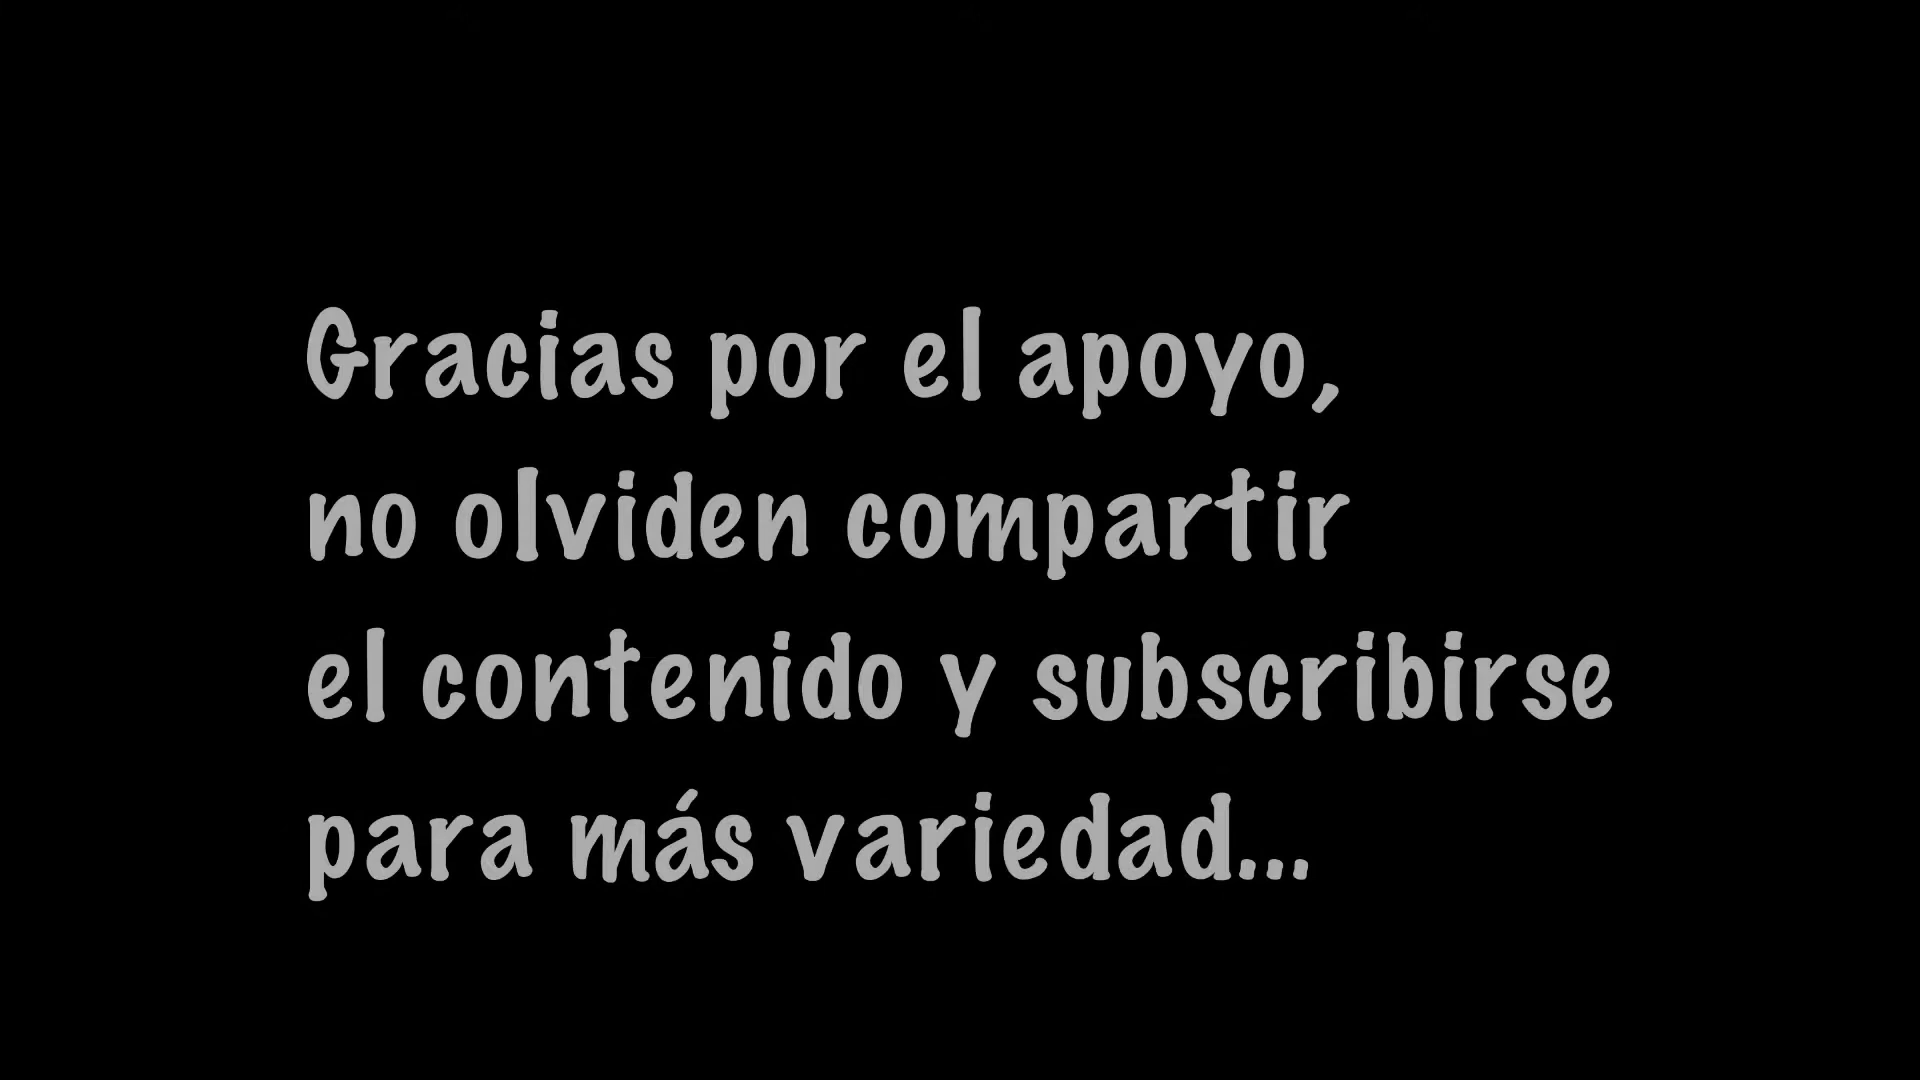 Gracias por el apoyo,
no olviden compartir
el contenido y subscribirse
para más variedad...